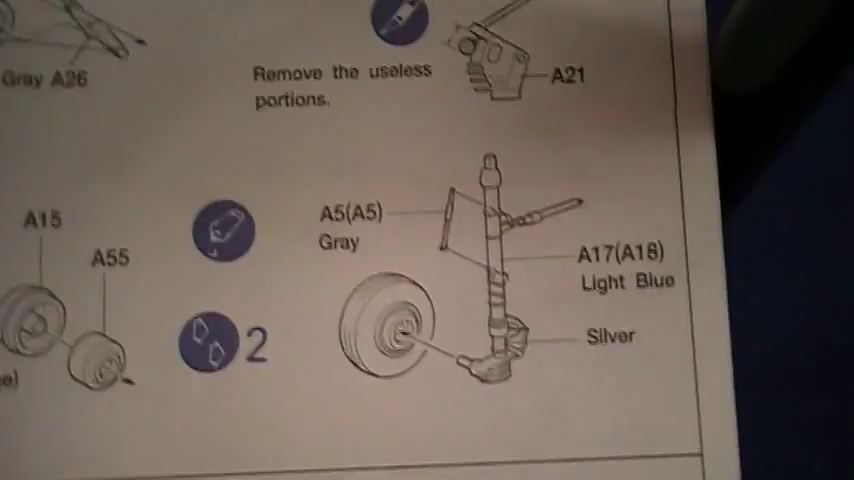 Gray A26
Remove the useless
portions.
A21
A15
A55
A5(A5)
Gray
A17(A18)
Light Blue
2
Silver